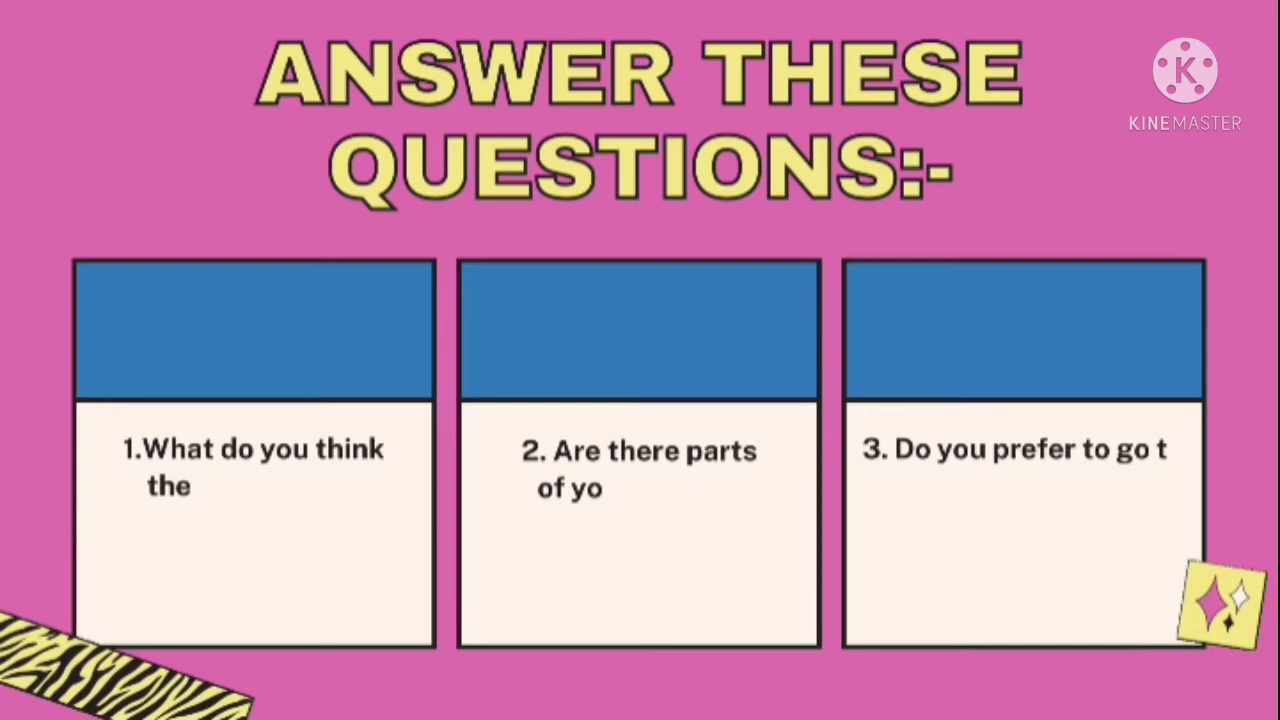 ANSWER THESE
QUESTIONS:-
K
KINEMASTER
1.What do you think
the
2. Are there parts
of yo
3. Do you prefer to go t